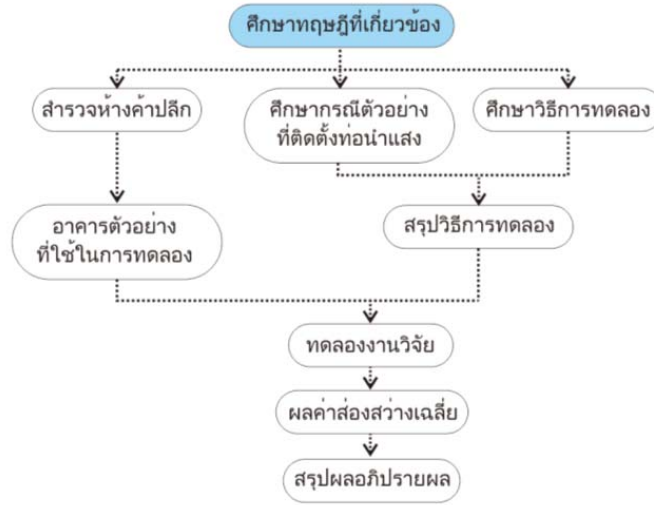 ศึกษาทฤษฎีที่เกี่ยวข้อง
สำรวจห้างค้าปลีก
ศึกษากรณีตัวอย่าง
ที่ติดตั้งท่อนำแสง
ศึกษาวิธีการทดลอง
อาคารตัวอย่าง
ที่ใช้ในการทดลอง
สรุปวิธีการทดลอง
ทดลองงานวิจัย
ผลค่าส่องสว่างเฉลี่ย
สรุปผลอภิปรายผล